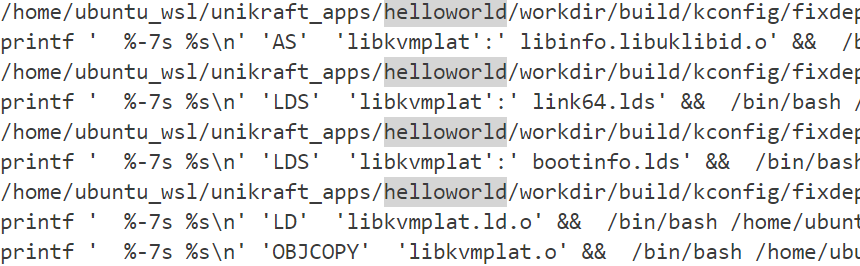 /home/ubuntu_wsl/unikraft_apps/helloworld/workdir/build/kconfig/fixdep
printf '  %-7s %s\n' 'AS'  'libkvmplat':' libinfo.libuklibid.o' &&  /b
/home/ubuntu_wsl/unikraft_apps/helloworld/workdir/build/kconfig/fixdep
printf '  %-7s %s\n' 'LDS'  'libkvmplat':' link64.lds' &&  /bin/bash /
/home/ubuntu_wsl/unikraft_apps/helloworld/workdir/build/kconfig/fixdep
printf '  %-7s %s\n' 'LDS'  'libkvmplat':' bootinfo.lds' &&  /bin/bash
/home/ubuntu_wsl/unikraft_apps/helloworld/workdir/build/kconfig/fixdep
printf '  %-7s %s\n' 'LD'  'libkvmplat.ld.o' &&  /bin/bash /home/ubunt
printf '  %-7s %s\n' 'OBJCOPY'  'libkvmplat.o' &&  /bin/bash /home/ubu